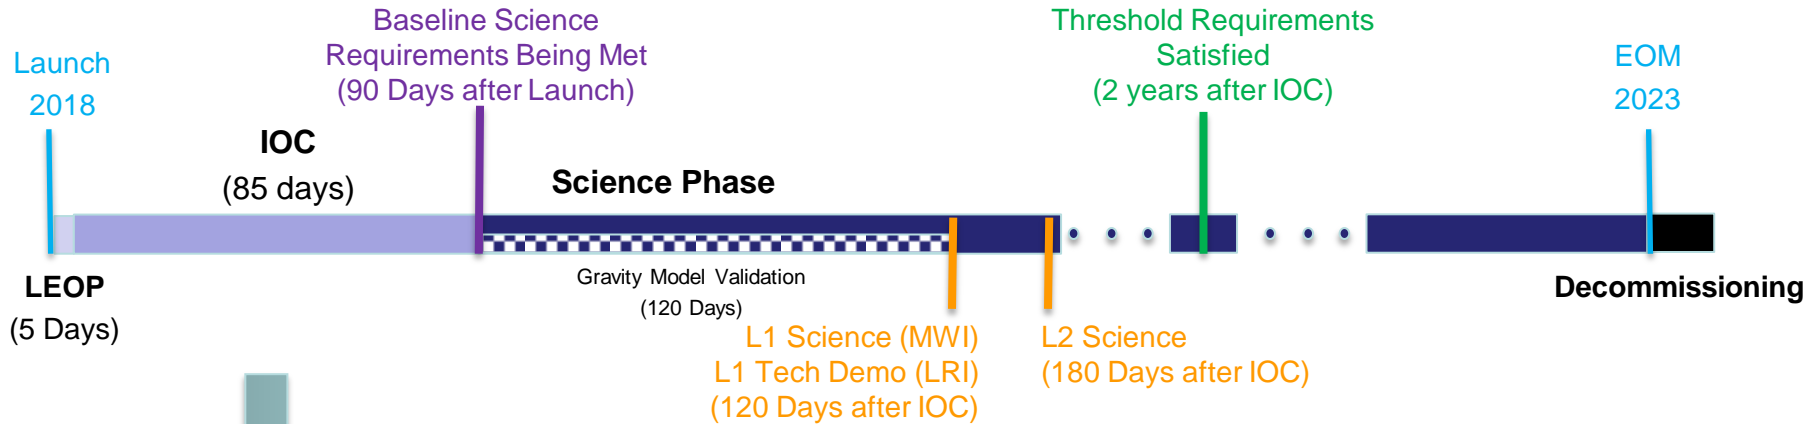 Launch
2018
Baseline Science
Requirements Being Met
(90 Days after Launch)
Threshold Requirements
Satisfied
(2 years after IOC)
EOM
2023
IOC
(85 days)
Science Phase
LEOP
(5 Days)
Gravity Model Validation
(120 Days)
Decommissioning
L1 Science (MWI)
L1 Tech Demo (LRI)
(120 Days after IOC)
L2 Science
(180 Days after IOC)